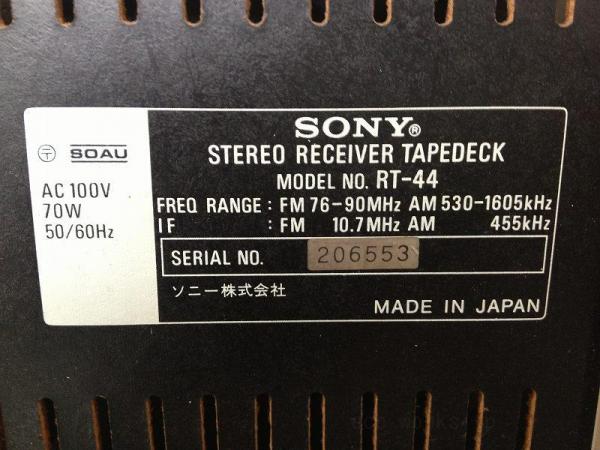 SONY®
STEREO RECEIVER TAPEDECK
MODEL NO. RT-44
〒 SOAU
AC 100V
70W
50/60Hz
FREQ RANGE : FM 76-90MHz AM 530-1605kHz
IF : FM 10.7MHz AM 455kHz
SERIAL NO. 206553
ソニー株式会社
MADE IN JAPAN